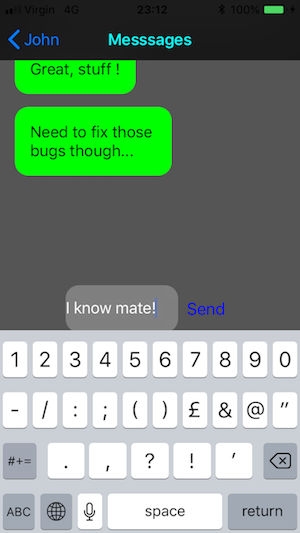 Virgin 4G 23:12 100%
John Messsages
Great, stuff !
Need to fix those
bugs though...
I know mate! Send
1 2 3 4 5 6 7 8 9 0
- / : ; ( ) £ & @ "
#+= . , ? ! '
ABC space return